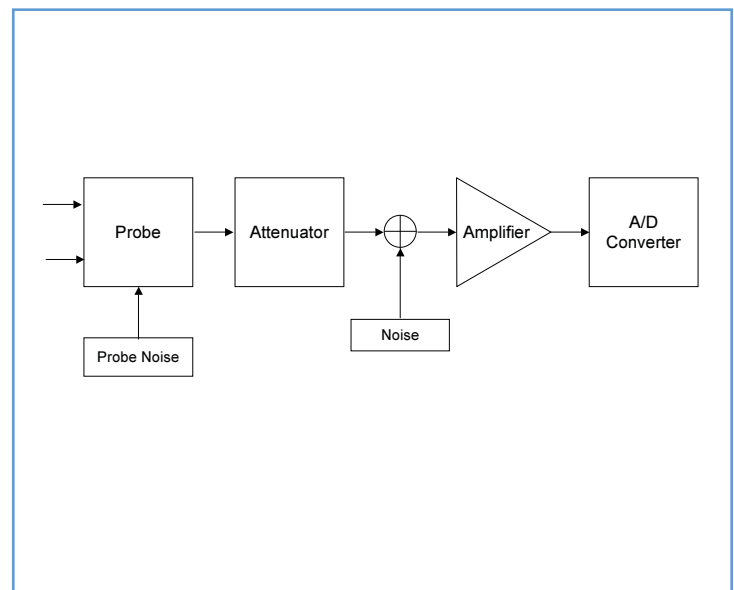 Probe
Attenuator
Amplifier
A/D
Converter
Probe Noise
Noise